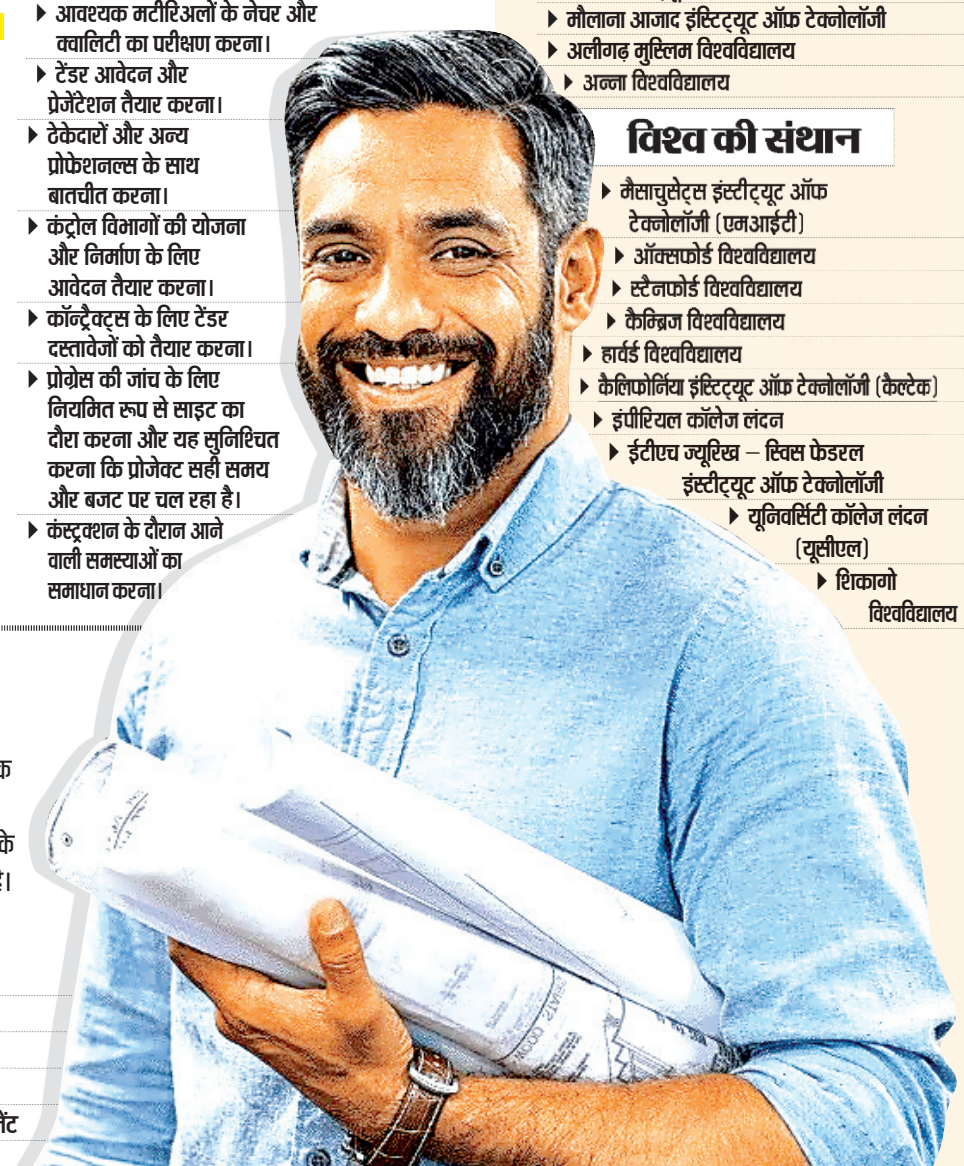 ▶ आवश्यक मटीरिअलों के नेचर और
क्वालिटी का परीक्षण करना।
▶ टेंडर आवेदन और
प्रेजेंटेशन तैयार करना।
▶ ठेकेदारों और अन्य
प्रोफेशनल्स के साथ
बातचीत करना।
▶ कंट्रोल विभागों की योजना
और निर्माण के लिए
आवेदन तैयार करना।
▶ कॉन्ट्रैक्ट्स के लिए टेंडर
दस्तावेजों को तैयार करना।
▶ प्रोग्रेस की जांच के लिए
नियमित रूप से साइट का
दौरा करना और यह सुनिश्चित
करना कि प्रोजेक्ट सही समय
और बजट पर चल रहा है।
▶ कंस्ट्रक्शन के दौरान आने
वाली समस्याओं का
समाधान करना।
के
▶ मौलाना आजाद इंस्टिट्यूट ऑफ़ टेक्नोलॉजी
▶ अलीगढ़ मुस्लिम विश्वविद्यालय
▶ अन्ना विश्वविद्यालय
विश्व की संथान
▶ मैसाचुसेट्स इंस्टीट्यूट ऑफ
टेक्नोलॉजी (एमआईटी)
▶ ऑक्सफोर्ड विश्वविद्यालय
▶ स्टैनफोर्ड विश्वविद्यालय
▶ कैम्ब्रिज विश्वविद्यालय
▶ हार्वर्ड विश्वविद्यालय
▶ कैलिफोर्निया इंस्टिट्यूट ऑफ़ टेक्नोलॉजी (कैल्टेक)
▶ इंपीरियल कॉलेज लंदन
▶ ईटीएच ज्यूरिख – स्विस फेडरल
इंस्टीट्यूट ऑफ टेक्नोलॉजी
▶ यूनिवर्सिटी कॉलेज लंदन
(यूसीएल)
▶ शिकागो
विश्वविद्यालय